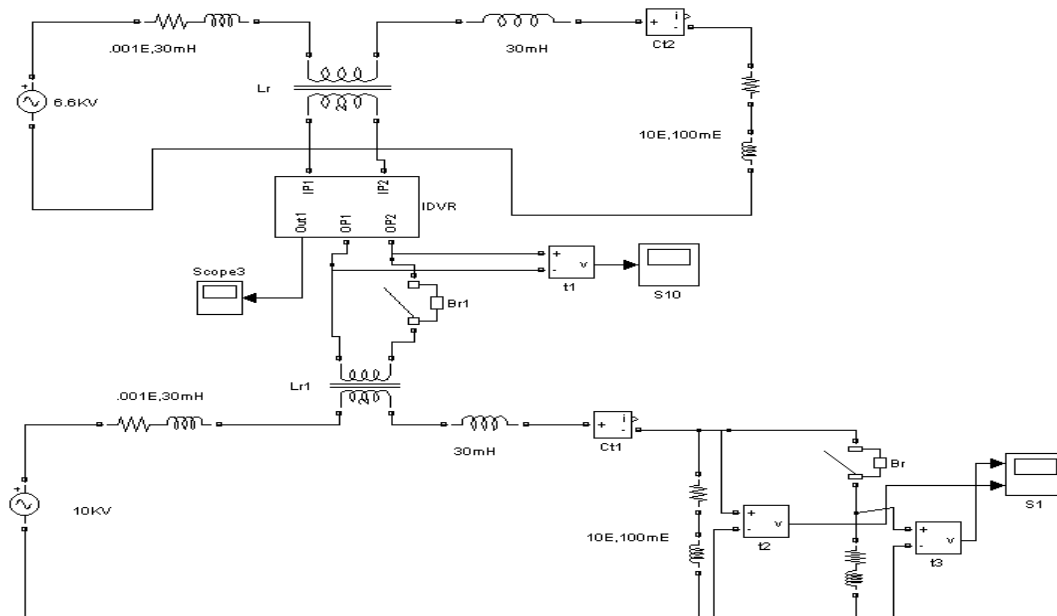 i
+
-
Ct2
.001E,30mH
30mH
Lr
+
6.6KV
10E,100mE
IP1
IP2
IDVR
Out1
OP1
OP2
Scope3
+
-
v
t1
S10
Br1
Lr1
.001E,30mH
i
+
-
30mH
Ct1
Br
S1
+
10KV
+
-
v
t2
+
-
v
t3
10E,100mE